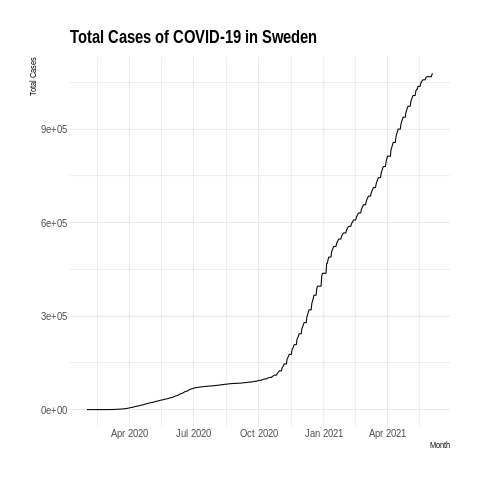 Total Cases of COVID-19 in Sweden
Total Cases
9e+05
6e+05
3e+05
0e+00
Apr 2020 Jul 2020 Oct 2020 Jan 2021 Apr 2021
Month